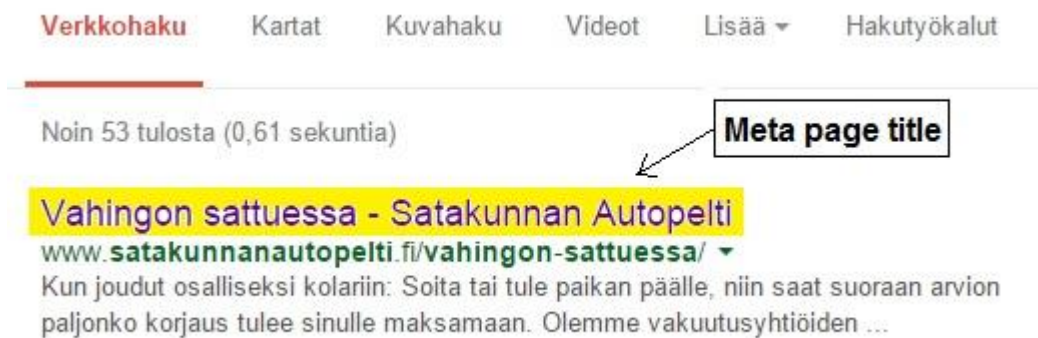 Verkkohaku Kartat Kuvahaku Videot Lisää Hakutyökalut
Noin 53 tulosta (0,61 sekuntia)
Meta page title
Vahingon sattuessa - Satakunnan Autopelti
www.satakunnanautopelti.fi/vahingon-sattuessa/
Kun joudut osalliseksi kolariin: Soita tai tule paikan päälle, niin saat suoraan arvion
paljonko korjaus tulee sinulle maksamaan. Olemme vakuutusyhtiöiden ...